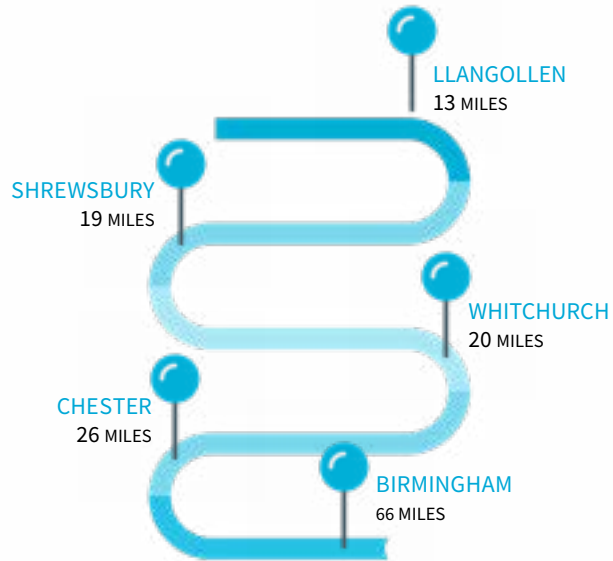 LLANGOLLEN
13 MILES
SHREWSBURY
19 MILES
WHITCHURCH
20 MILES
CHESTER
26 MILES
BIRMINGHAM
66 MILES